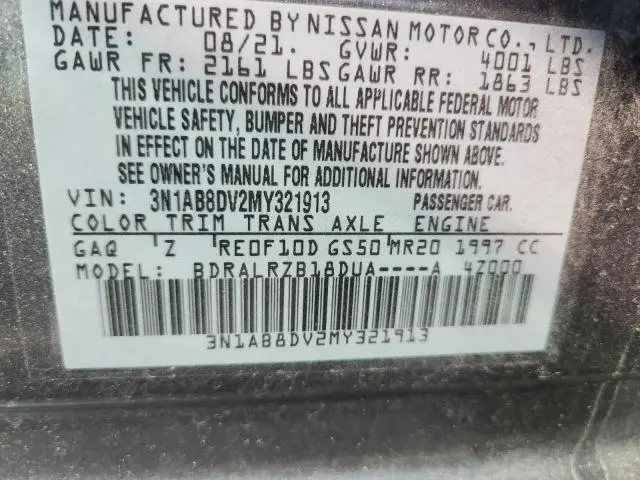 MANUFACTURED BY NISSAN MOTOR CO., LTD.
DATE: 08/21. GVWR: 4001 LBS
GAWR FR: 2161 LBS GAWR RR: 1863 LBS
THIS VEHICLE CONFORMS TO ALL APPLICABLE FEDERAL MOTOR
VEHICLE SAFETY, BUMPER AND THEFT PREVENTION STANDARDS
IN EFFECT ON THE DATE OF MANUFACTURE SHOWN ABOVE.
SEE OWNER'S MANUAL FOR ADDITIONAL INFORMATION.
VIN: 3N1AB8DV2MY321913 PASSENGER CAR.
COLOR TRIM TRANS AXLE ENGINE
GAQ Z RE0F10D GS50 MR20 1997 CC
MODEL: BDRALRZB18DUA----A 4Z000
3N1AB8DV2MY321913